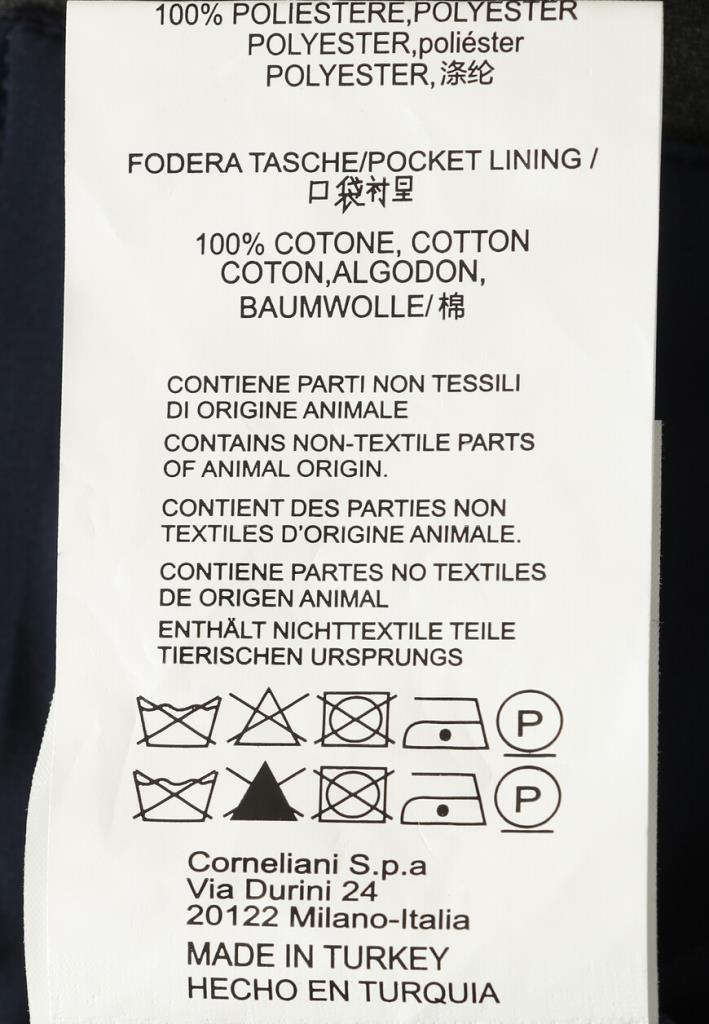 100% POLIESTERE,POLYESTER
POLYESTER,poliéster
POLYESTER,涤纶
FODERA TASCHE/POCKET LINING /
口袋衬里
100% COTONE, COTTON
COTON,ALGODON,
BAUMWOLLE/棉
CONTIENE PARTI NON TESSILI
DI ORIGINE ANIMALE
CONTAINS NON-TEXTILE PARTS
OF ANIMAL ORIGIN.
CONTIENT DES PARTIES NON
TEXTILES D'ORIGINE ANIMALE.
CONTIENE PARTES NO TEXTILES
DE ORIGEN ANIMAL
ENTHÄLT NICHTTEXTILE TEILE
TIERISCHEN URSPRUNGS
P
P
Corneliani S.p.a
Via Durini 24
20122 Milano-Italia
MADE IN TURKEY
HECHO EN TURQUIA